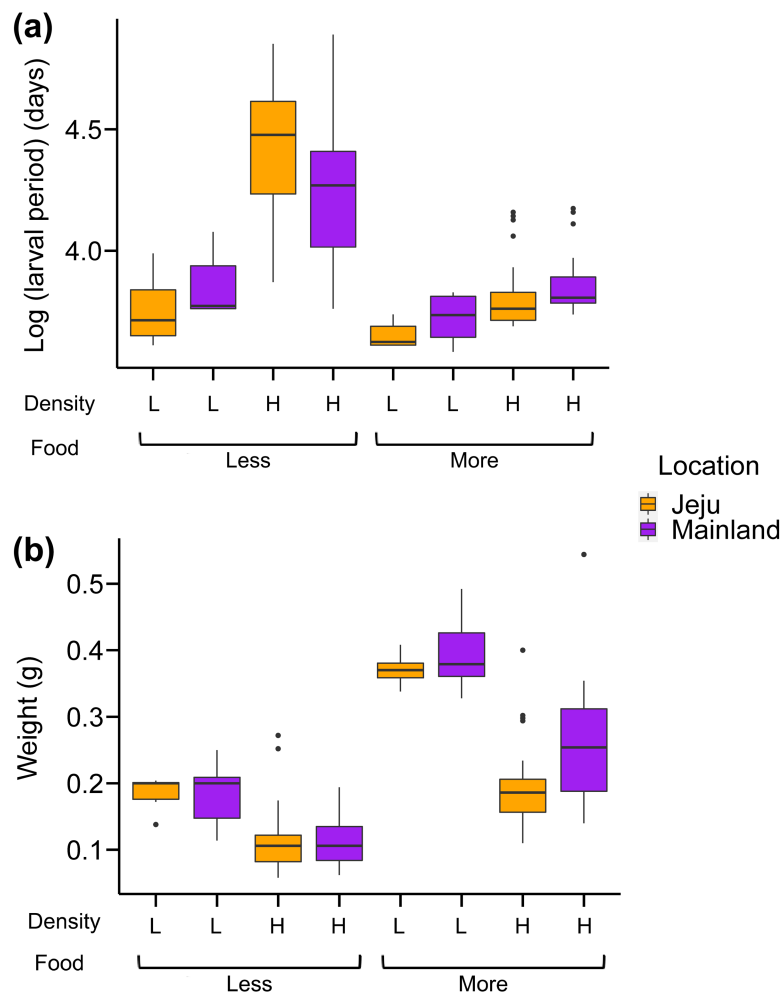 (a)
Log (larval period) (days)
4.5
4.0
Density L L H H L L H H
Food
Less More
Location
Jeju
Mainland
(b)
Weight (g)
0.5
0.4
0.3
0.2
0.1
Density L L H H L L H H
Food
Less More